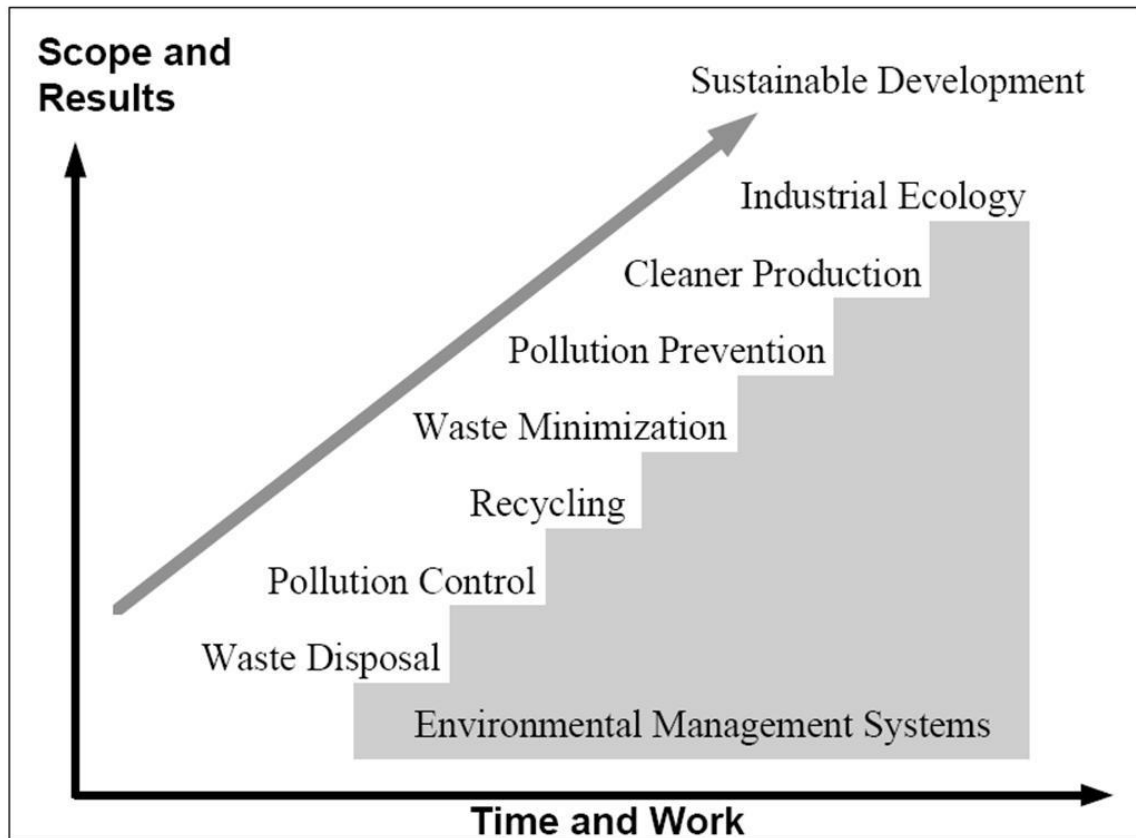 Scope and
Results
Sustainable Development
Industrial Ecology
Cleaner Production
Pollution Prevention
Waste Minimization
Recycling
Pollution Control
Waste Disposal
Environmental Management Systems
Time and Work